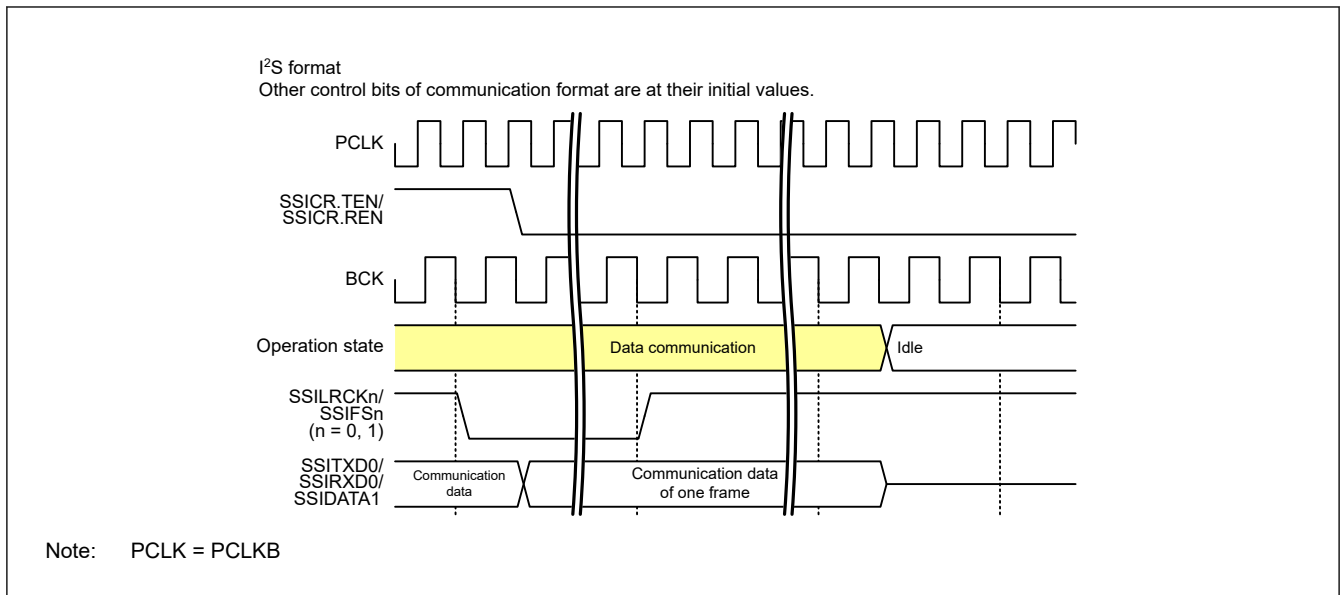 I²S format
Other control bits of communication format are at their initial values.
PCLK
SSICR.TEN/
SSICR.REN
BCK
Operation state
Data communication
Idle
SSILRCKn/
SSIFSn
(n = 0, 1)
SSITXD0/
SSIRXD0/
SSIDATA1
Communication
data
Communication data
of one frame
Note: PCLK = PCLKB